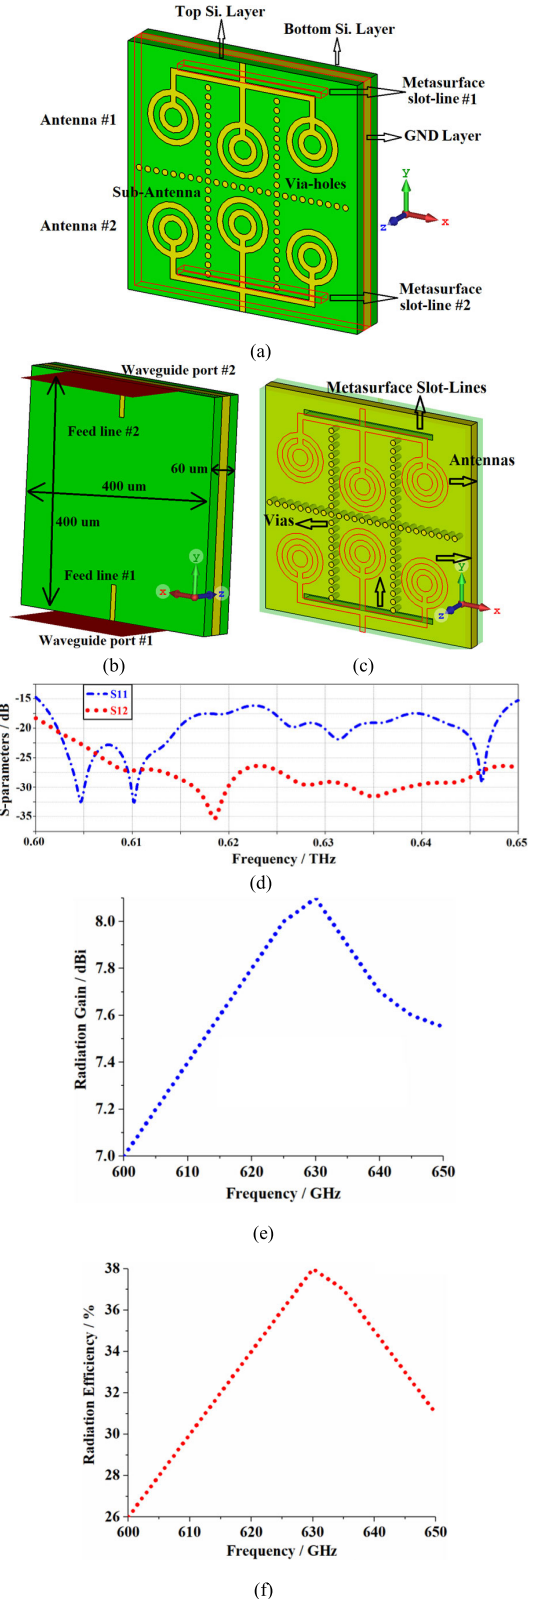 Top Si. Layer
Bottom Si. Layer
Metasurface
slot-line #1
Antenna #1
GND Layer
Sub-Antenna
Via-holes
y
x
z
Antenna #2
Metasurface
slot-line #2
(a)
Waveguide port #2
Feed line #2
60 um
400 um
400 um
Feed line #1
y
x
z
Waveguide port #1
(b)
Metasurface Slot-Lines
Antennas
Vias
y
x
z
(c)
S-parameters / dB
-15
-20
-25
-30
-35
S11
S12
0.60
0.61
0.62
0.63
0.64
0.65
Frequency / THz
(d)
Radiation Gain / dBi
8.0
7.8
7.6
7.4
7.2
7.0
600
610
620
630
640
650
Frequency / GHz
(e)
Radiation Efficiency / %
38
36
34
32
30
28
26
600
610
620
630
640
650
Frequency / GHz
(f)